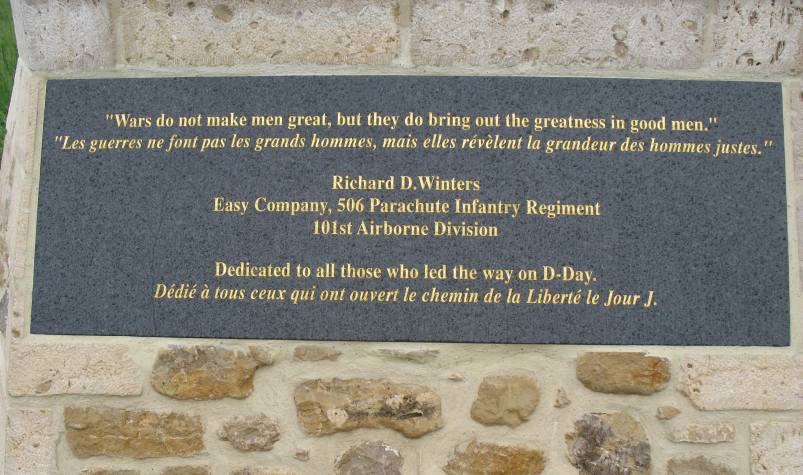 "Wars do not make men great, but they do bring out the greatness in good men."
"Les guerres ne font pas les grands hommes, mais elles révèlent la grandeur des hommes justes."
Richard D.Winters
Easy Company, 506 Parachute Infantry Regiment
101st Airborne Division
Dedicated to all those who led the way on D-Day.
Dédié à tous ceux qui ont ouvert le chemin de la Liberté le Jour J.